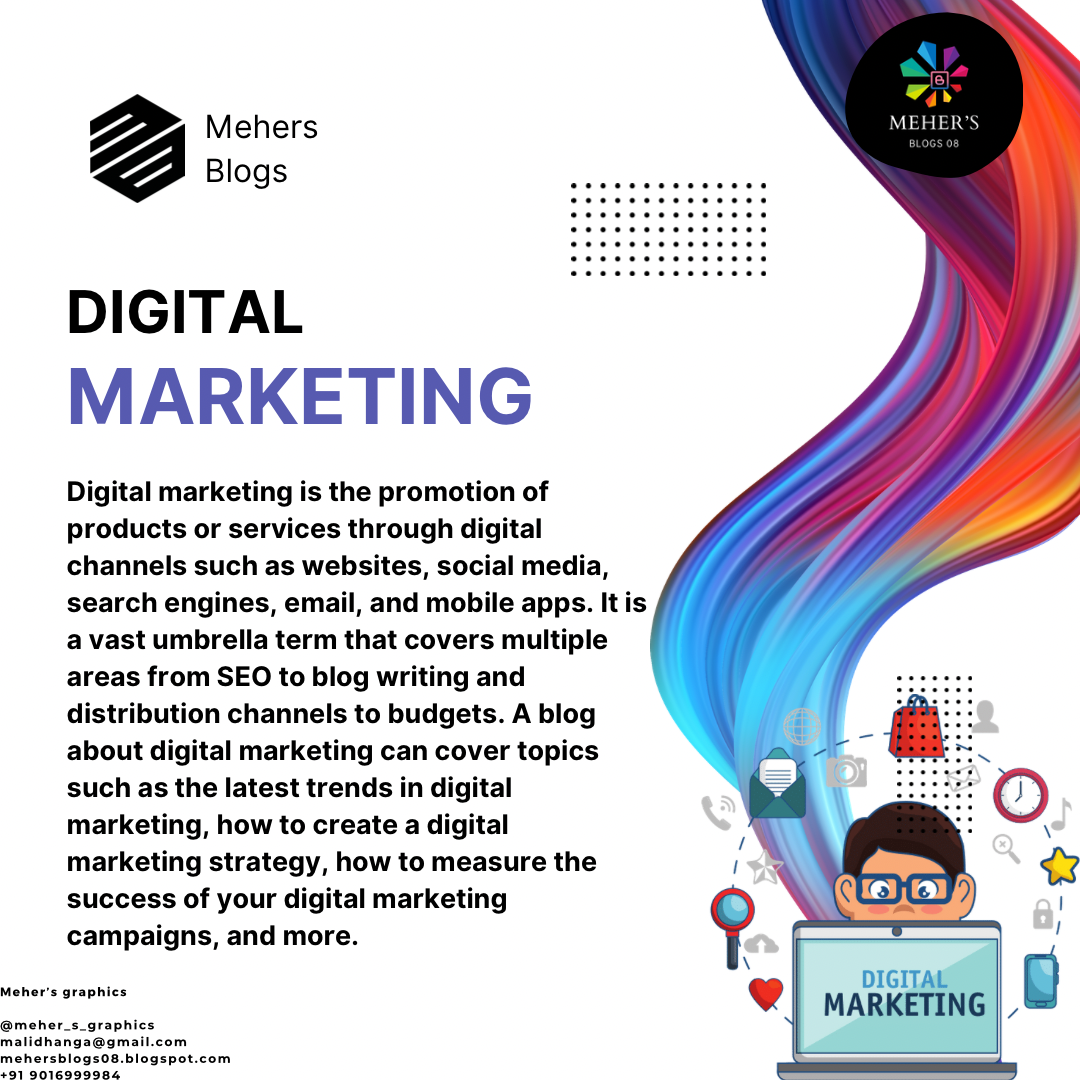 Mehers
Blogs
MEHER'S
BLOGS 08
DIGITAL
MARKETING
Digital marketing is the promotion of
products or services through digital
channels such as websites, social media,
search engines, email, and mobile apps. It is
a vast umbrella term that covers multiple
areas from SEO to blog writing and
distribution channels to budgets. A blog
about digital marketing can cover topics
such as the latest trends in digital
marketing, how to create a digital
marketing strategy, how to measure the
success of your digital marketing
campaigns, and more.
DIGITAL
MARKETING
Meher's graphics
@meher_s_graphics
malidhanga@gmail.com
mehersblogs08.blogspot.com
+91 9016999984